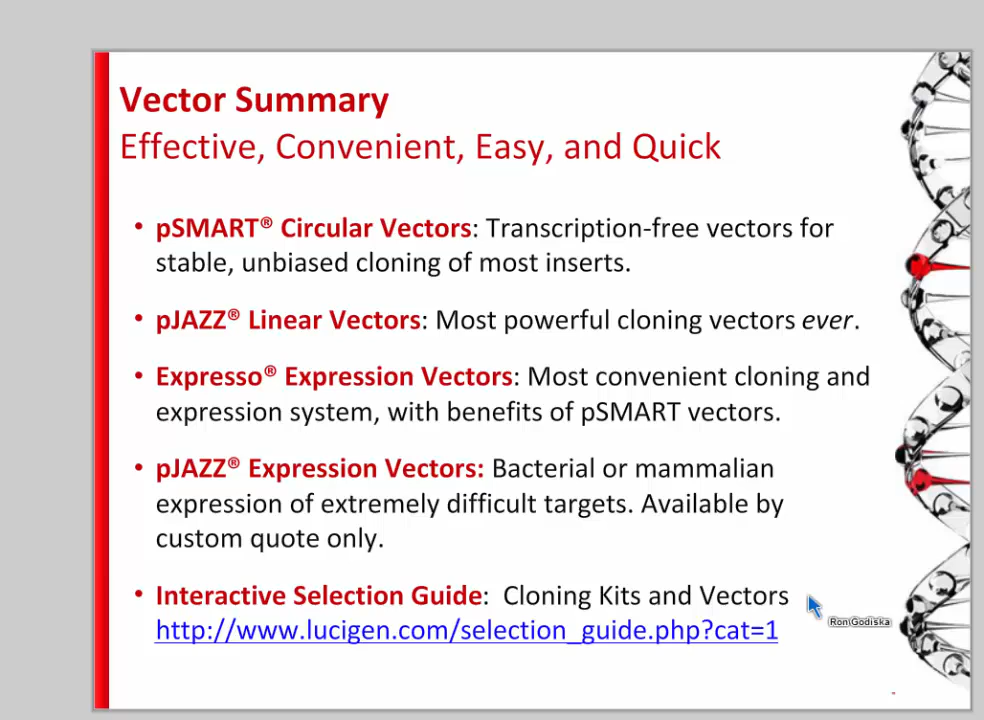 Vector Summary
Effective, Convenient, Easy, and Quick
• pSMART® Circular Vectors: Transcription-free vectors for
stable, unbiased cloning of most inserts.
• pJAZZ® Linear Vectors: Most powerful cloning vectors ever.
• Expresso® Expression Vectors: Most convenient cloning and
expression system, with benefits of pSMART vectors.
• pJAZZ® Expression Vectors: Bacterial or mammalian
expression of extremely difficult targets. Available by
custom quote only.
• Interactive Selection Guide:  Cloning Kits and Vectors
http://www.lucigen.com/selection_guide.php?cat=1
Ron\Godiska